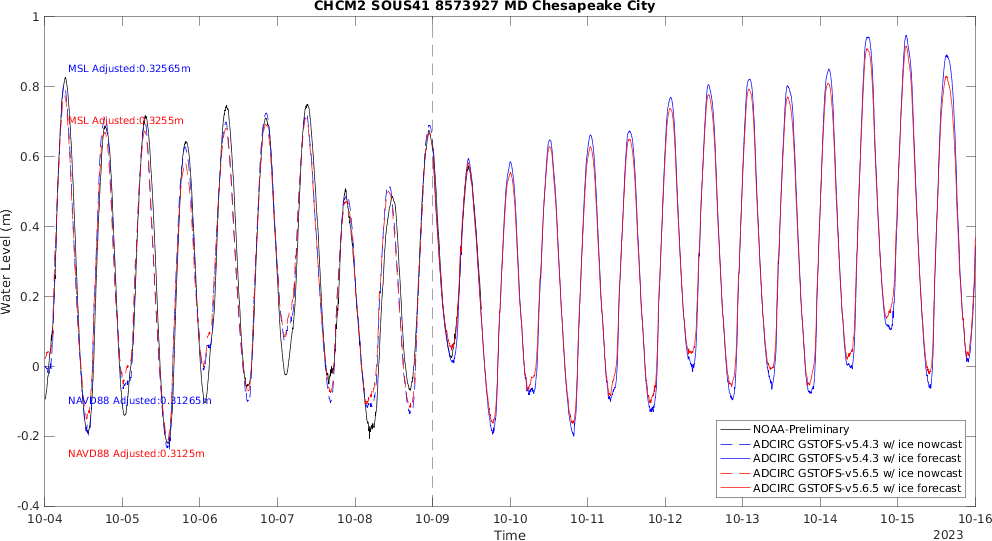 CHCM2 SOUS41 8573927 MD Chesapeake City
1
0.8
0.6
0.4
0.2
0
-0.2
-0.4
Water Level (m)
MSL Adjusted:0.32565m
MSL Adjusted:0.3255m
NAVD88 Adjusted:0.31265m
NAVD88 Adjusted:0.3125m
NOAA-Preliminary
ADCIRC GSTOFS-v5.4.3 w/ ice nowcast
ADCIRC GSTOFS-v5.4.3 w/ ice forecast
ADCIRC GSTOFS-v5.6.5 w/ ice nowcast
ADCIRC GSTOFS-v5.6.5 w/ ice forecast
10-04 10-05 10-06 10-07 10-08 10-09 10-10 10-11 10-12 10-13 10-14 10-15 10-16
Time
2023